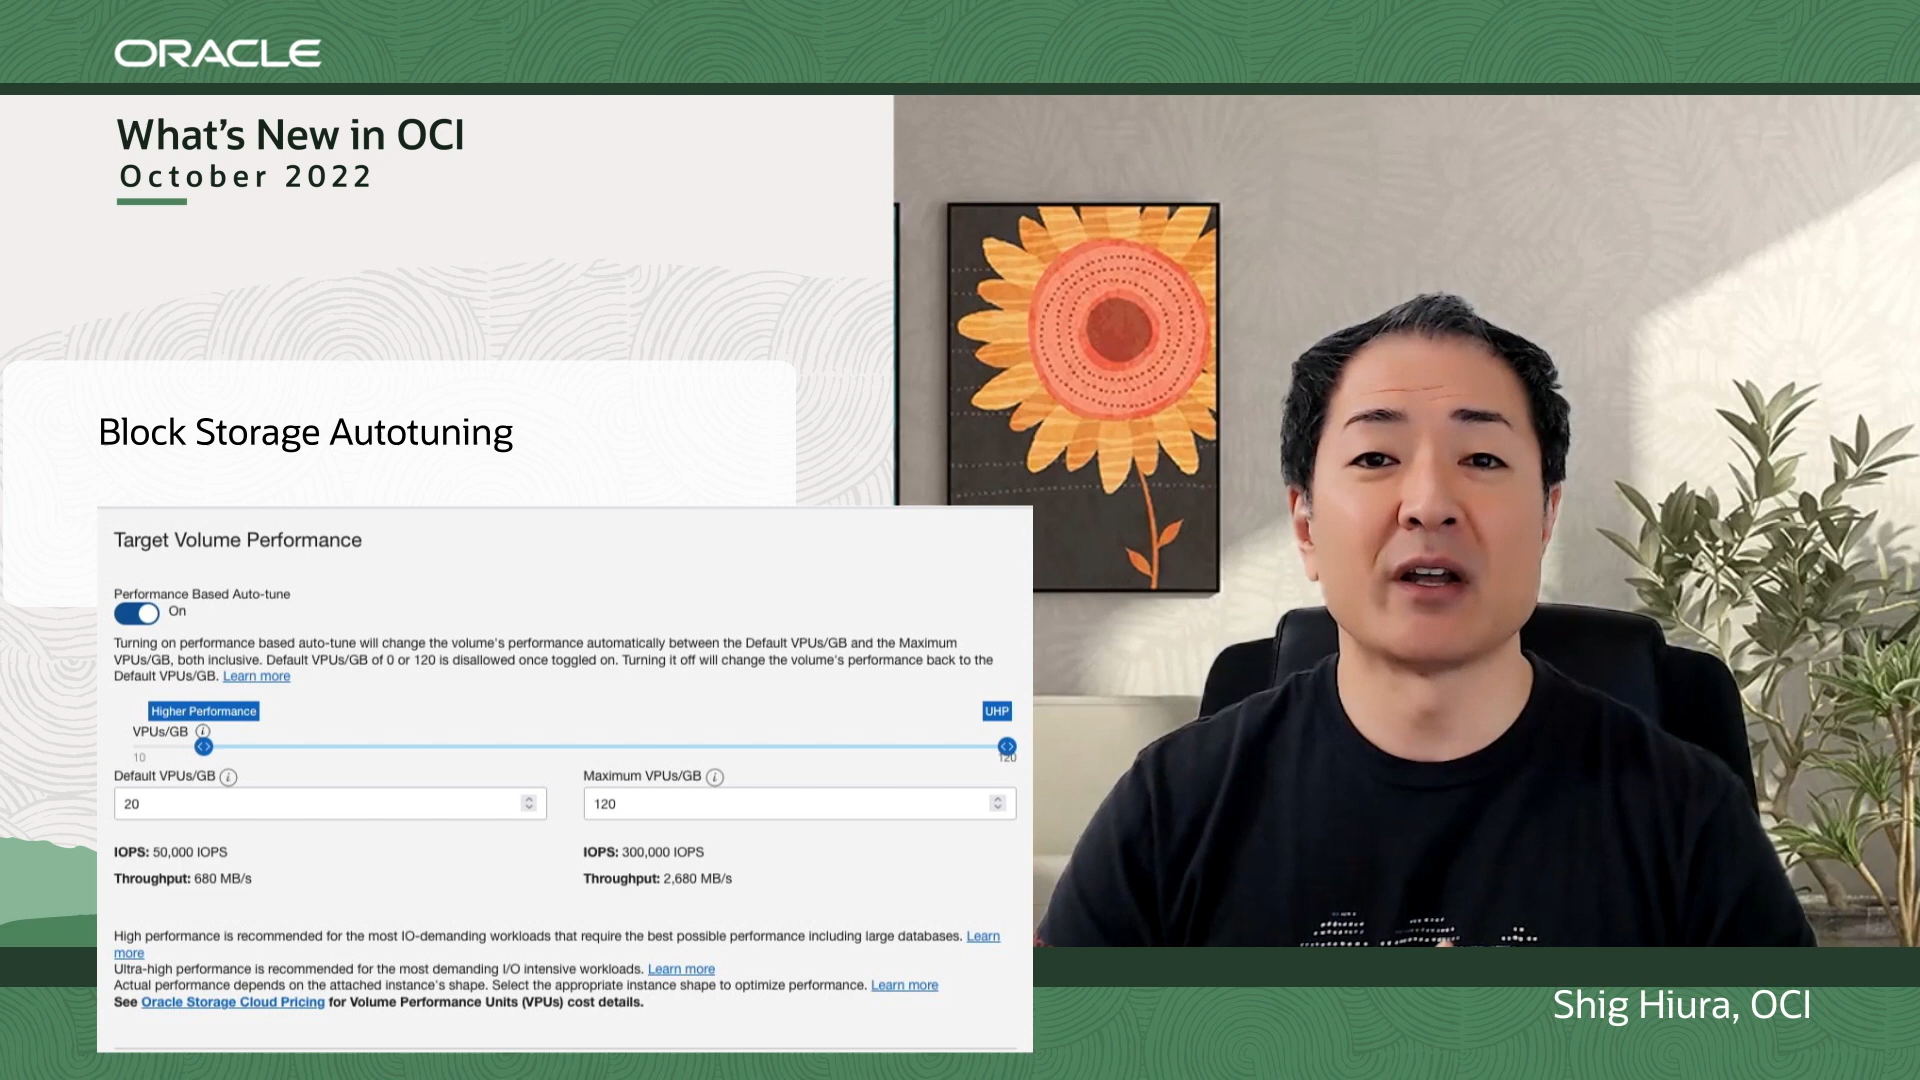 ORACLE
What's New in OCI
October 2022
Block Storage Autotuning
Target Volume Performance
Performance Based Auto-tune
On
Turning on performance based auto-tune will change the volume's performance automatically between the Default VPUs/GB and the Maximum
VPUs/GB, both inclusive. Default VPUs/GB of 0 or 120 is disallowed once toggled on. Turning it off will change the volume's performance back to the
Default VPUs/GB. Learn more
Higher Performance
UHP
VPUs/GB i
10
120
Default VPUs/GB i
Maximum VPUs/GB i
20
120
IOPS: 50,000 IOPS
IOPS: 300,000 IOPS
Throughput: 680 MB/s
Throughput: 2,680 MB/s
High performance is recommended for the most IO-demanding workloads that require the best possible performance including large databases. Learn
more
Ultra-high performance is recommended for the most demanding I/O intensive workloads. Learn more
Actual performance depends on the attached instance's shape. Select the appropriate instance shape to optimize performance. Learn more
See Oracle Storage Cloud Pricing for Volume Performance Units (VPUs) cost details.
Shig Hiura, OCI